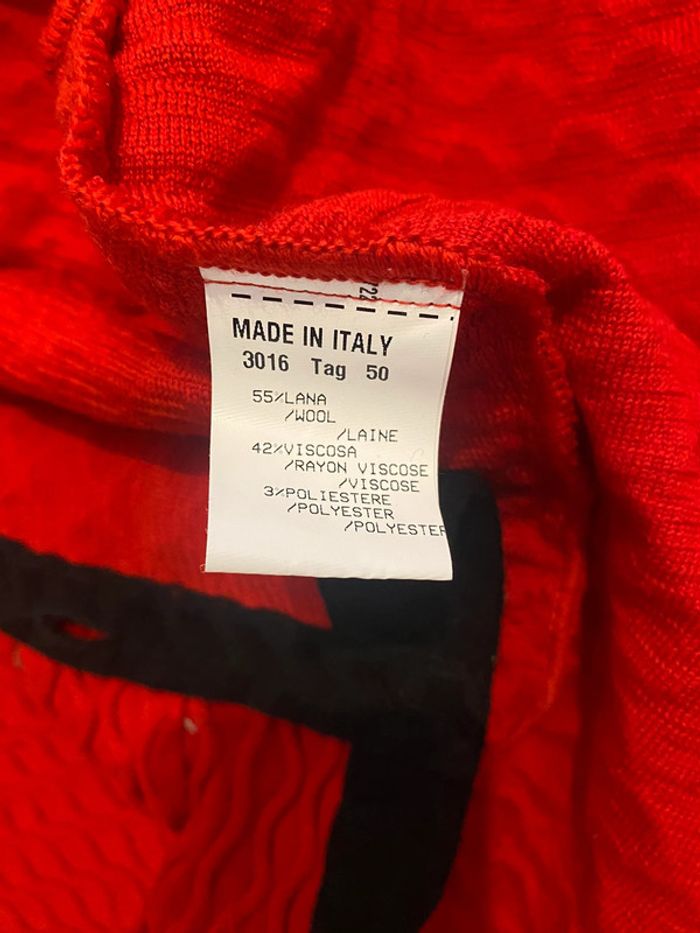 MADE IN ITALY
3016 Tag 50
55%LANA
/WOOL
/LAINE
42%VISCOSA
/RAYON VISCOSE
/VISCOSE
3%POLIESTERE
/POLYESTER
/POLYESTER